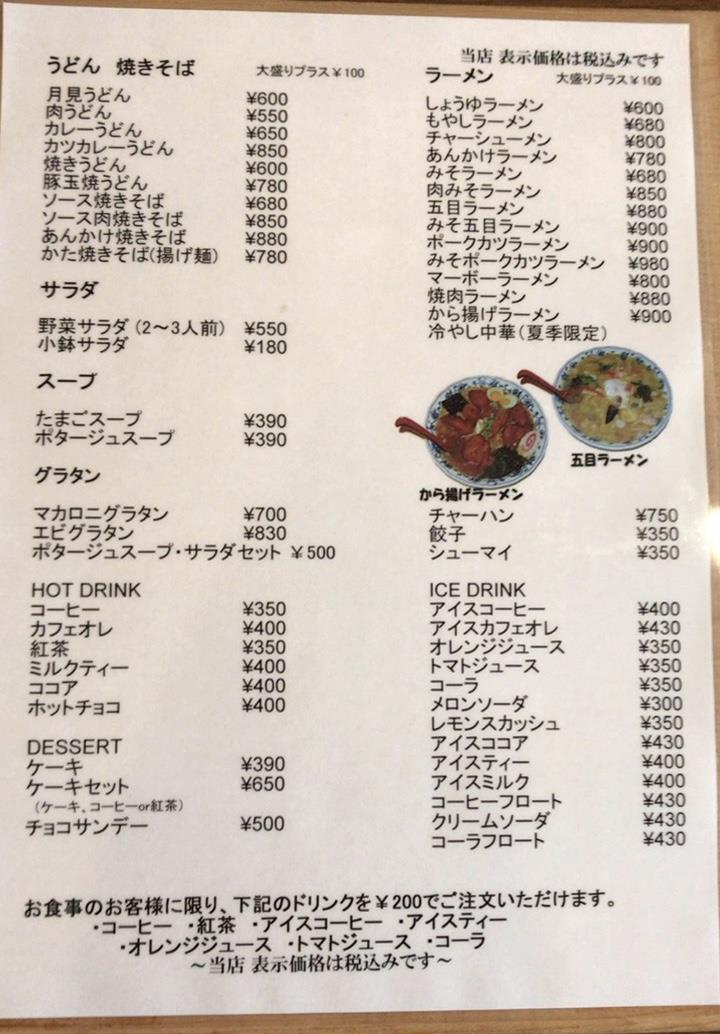 うどん 焼きそば 大盛りプラス¥100
月見うどん ¥600
肉うどん ¥550
カレーうどん ¥650
カツカレーうどん ¥850
焼きうどん ¥600
豚玉焼うどん ¥780
ソース焼きそば ¥680
ソース肉焼きそば ¥850
あんかけ焼きそば ¥880
かた焼きそば(揚げ麺) ¥780
サラダ
野菜サラダ(2〜3人前) ¥550
小鉢サラダ ¥180
スープ
たまごスープ ¥390
ポタージュスープ ¥390
グラタン
マカロニグラタン ¥700
エビグラタン ¥830
ポタージュスープ・サラダセット ¥500
HOT DRINK
コーヒー ¥350
カフェオレ ¥400
紅茶 ¥350
ミルクティー ¥400
ココア ¥400
ホットチョコ ¥400
DESSERT
ケーキ ¥390
ケーキセット ¥650
(ケーキ、コーヒーor紅茶)
チョコサンデー ¥500
当店 表示価格は税込みです
ラーメン 大盛りプラス¥100
しょうゆラーメン ¥600
もやしラーメン ¥680
チャーシューメン ¥800
あんかけラーメン ¥780
みそラーメン ¥680
肉みそラーメン ¥850
五目ラーメン ¥880
みそ五目ラーメン ¥900
ポークカツラーメン ¥900
みそポークカツラーメン ¥980
マーボーラーメン ¥800
焼肉ラーメン ¥880
から揚げラーメン ¥900
冷やし中華(夏季限定)
五目ラーメン
から揚げラーメン
チャーハン ¥750
餃子 ¥350
シューマイ ¥350
ICE DRINK
アイスコーヒー ¥400
アイスカフェオレ ¥430
オレンジジュース ¥350
トマトジュース ¥350
コーラ ¥350
メロンソーダ ¥300
レモンスカッシュ ¥350
アイスココア ¥430
アイスティー ¥400
アイスミルク ¥400
コーヒーフロート ¥430
クリームソーダ ¥430
コーラフロート ¥430
お食事のお客様に限り、下記のドリンクを¥200でご注文いただけます。
・コーヒー ・紅茶 ・アイスコーヒー ・アイスティー
・オレンジジュース ・トマトジュース ・コーラ
〜当店 表示価格は税込みです〜